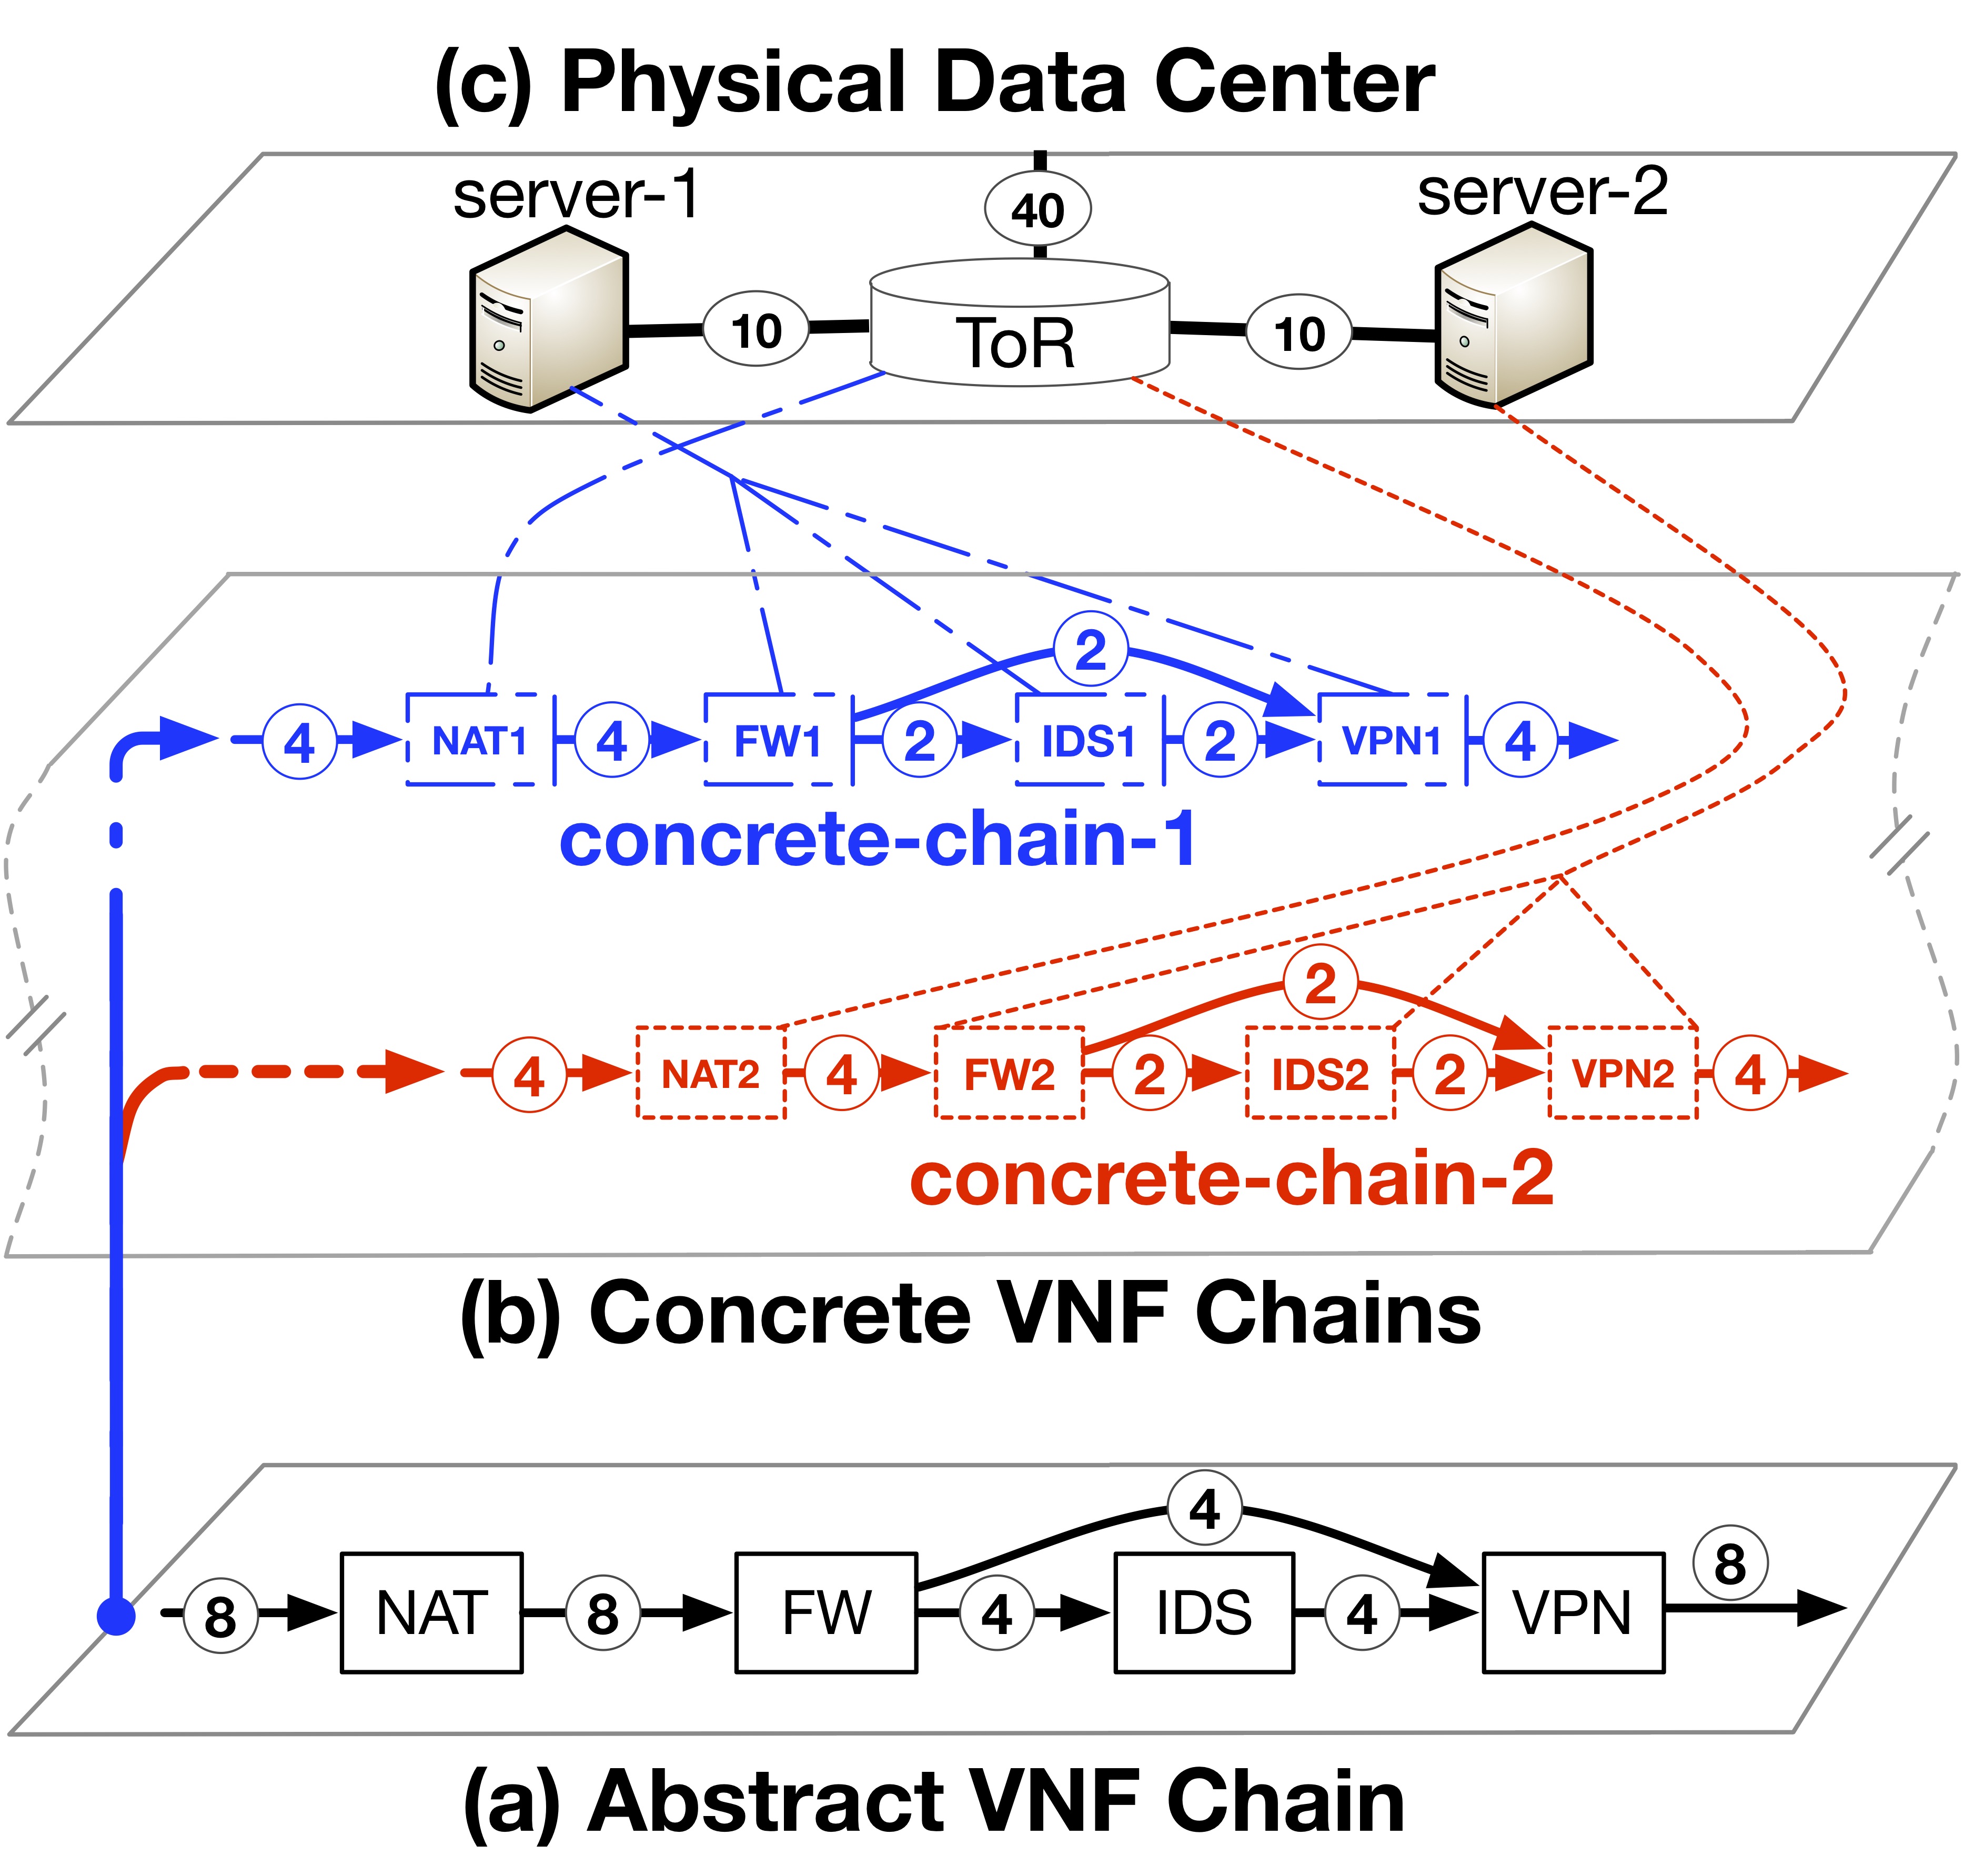 (c) Physical Data Center
server-1
40
server-2
10
ToR
10
2
4
NAT1
4
FW1
2
IDS1
2
VPN1
4
concrete-chain-1
2
4
NAT2
4
FW2
2
IDS2
2
VPN2
4
concrete-chain-2
(b) Concrete VNF Chains
4
8
8
NAT
8
FW
4
IDS
4
VPN
(a) Abstract VNF Chain